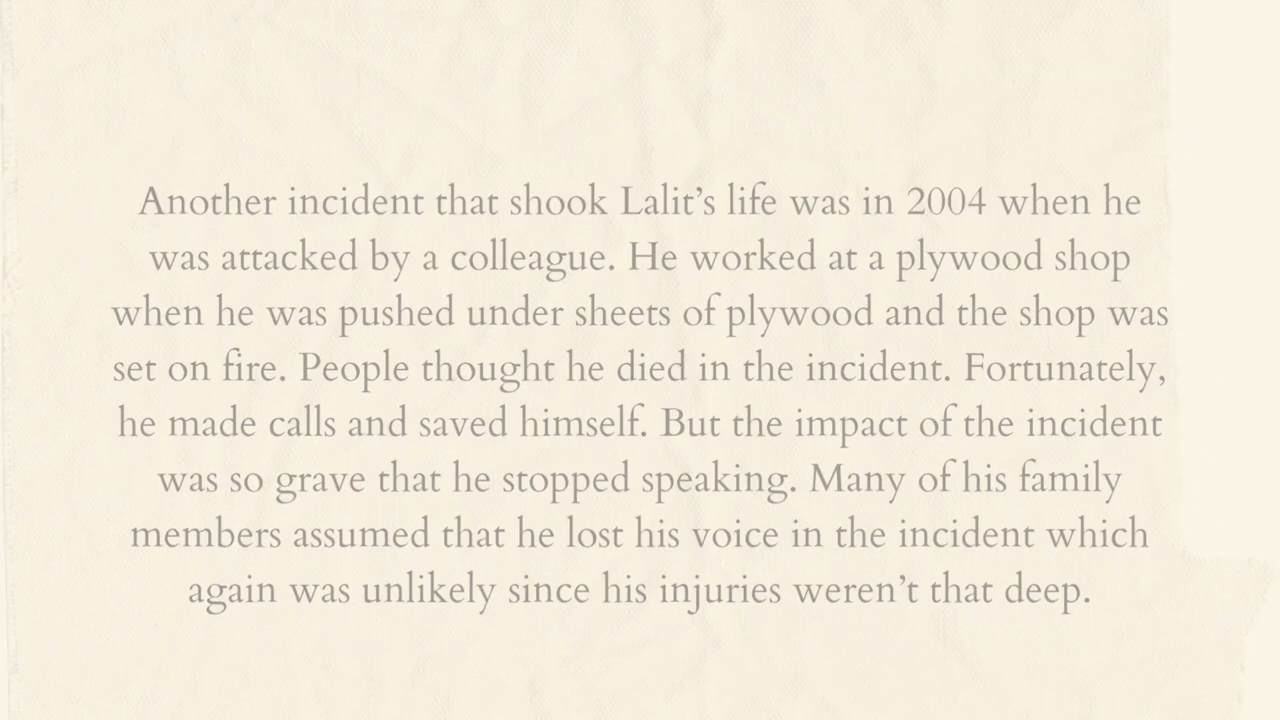 Another incident that shook Lalit’s life was in 2004 when he
was attacked by a colleague. He worked at a plywood shop
when he was pushed under sheets of plywood and the shop was
set on fire. People thought he died in the incident. Fortunately,
he made calls and saved himself. But the impact of the incident
was so grave that he stopped speaking. Many of his family
members assumed that he lost his voice in the incident which
again was unlikely since his injuries weren’t that deep.